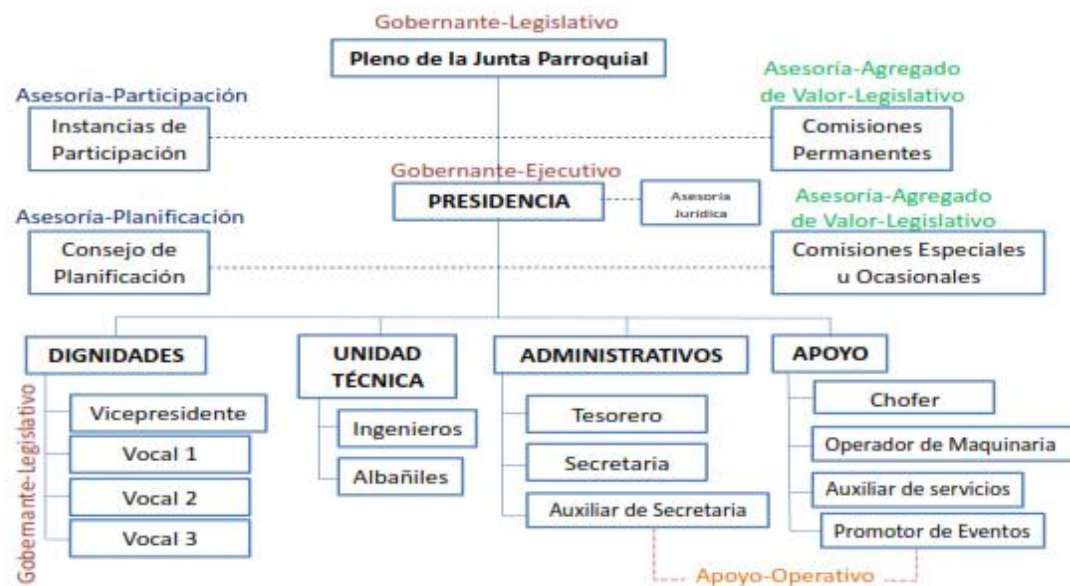 Gobernante-Legislativo
Pleno de la Junta Parroquial
Asesoría-Participación
Instancias de
Participación
Asesoría-Agregado
de Valor-Legislativo
Comisiones
Permanentes
Gobernante-Ejecutivo
PRESIDENCIA
Asesoría
Jurídica
Asesoría-Planificación
Consejo de
Planificación
Asesoría-Agregado
de Valor-Legislativo
Comisiones Especiales
u Ocasionales
DIGNIDADES
Gobernante-Legislativo
Vicepresidente
Vocal 1
Vocal 2
Vocal 3
UNIDAD
TÉCNICA
Ingenieros
Albañiles
ADMINISTRATIVOS
Tesorero
Secretaria
Auxiliar de Secretaria
APOYO
Chofer
Operador de Maquinaria
Auxiliar de servicios
Promotor de Eventos
Apoyo-Operativo